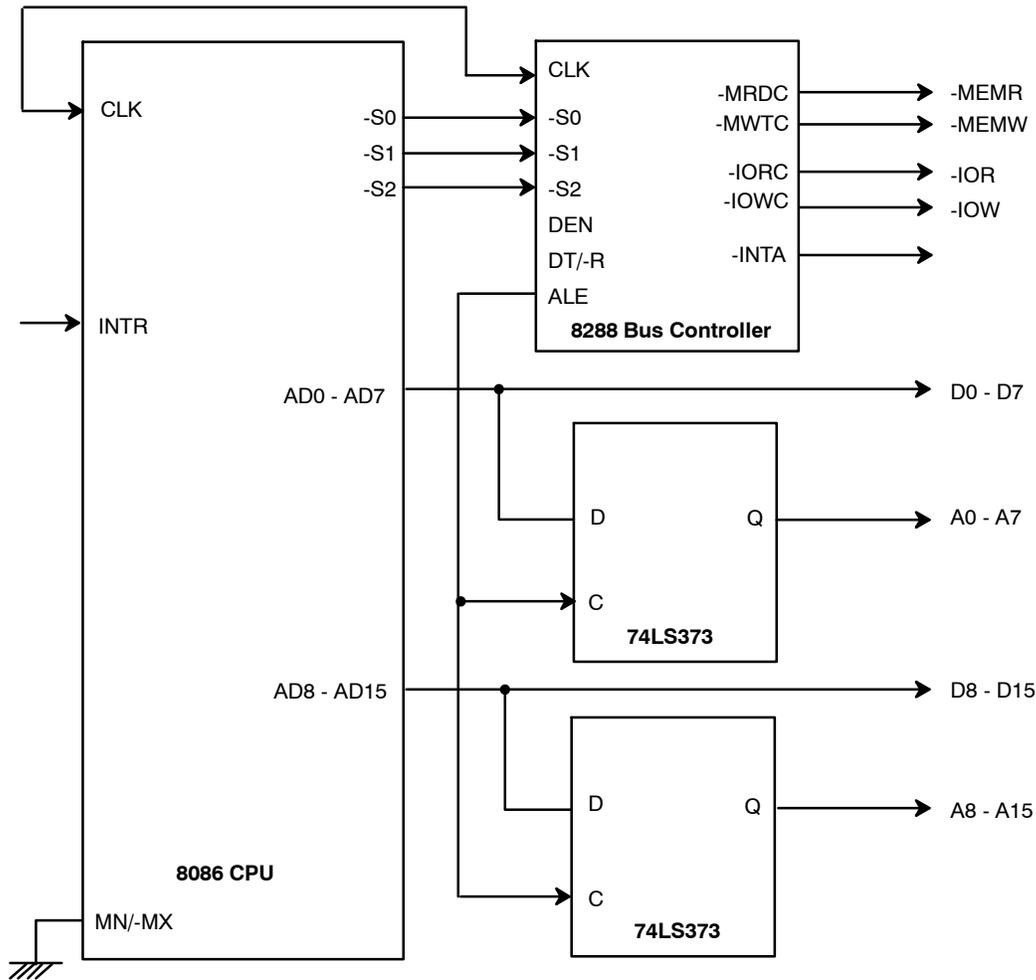 CLK
CLK
-MRDC
-MEMR
-S0
-S0
-MWTC
-MEMW
-S1
-S1
-IORC
-IOR
-S2
-S2
-IOWC
-IOW
DEN
-INTA
DT/-R
ALE
INTR
8288 Bus Controller
AD0 - AD7
D0 - D7
D
Q
A0 - A7
C
74LS373
AD8 - AD15
D8 - D15
D
Q
A8 - A15
8086 CPU
C
MN/-MX
74LS373